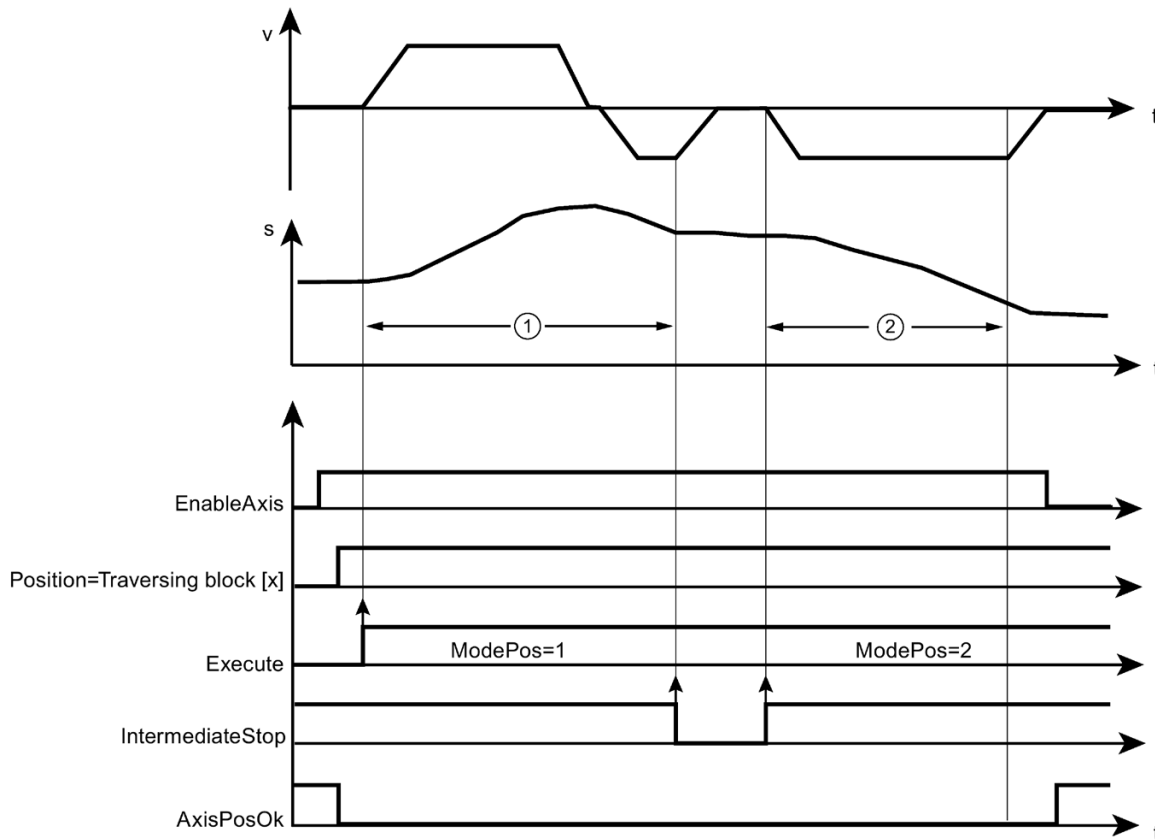 v
t
s
1
2
t
EnableAxis
Position=Traversing block [x]
ModePos=1
ModePos=2
Execute
IntermediateStop
AxisPosOk
t